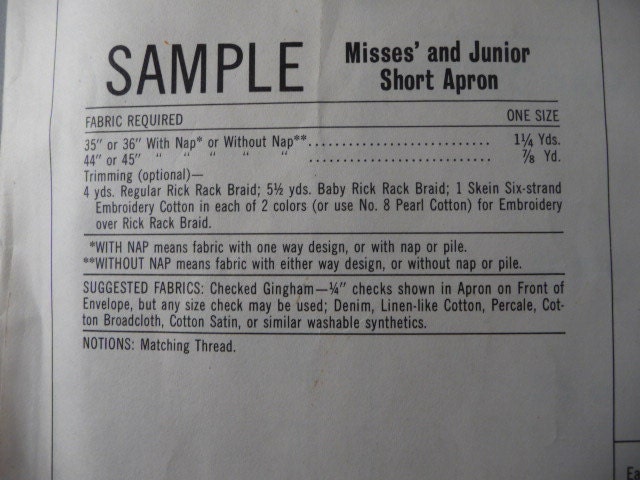 SAMPLE
Misses' and Junior
Short Apron
FABRIC REQUIRED ONE SIZE
35" or 36" With Nap* or Without Nap**........................... 1¼ Yds.
44" or 45" " " " " " ........................... ⅞ Yd.
Trimming (optional)—
4 yds. Regular Rick Rack Braid; 5½ yds. Baby Rick Rack Braid; 1 Skein Six-strand
Embroidery Cotton in each of 2 colors (or use No. 8 Pearl Cotton) for Embroidery
over Rick Rack Braid.
*WITH NAP means fabric with one way design, or with nap or pile.
**WITHOUT NAP means fabric with either way design, or without nap or pile.
SUGGESTED FABRICS: Checked Gingham—¼" checks shown in Apron on Front of
Envelope, but any size check may be used; Denim, Linen-like Cotton, Percale, Cot-
ton Broadcloth, Cotton Satin, or similar washable synthetics.
NOTIONS: Matching Thread.